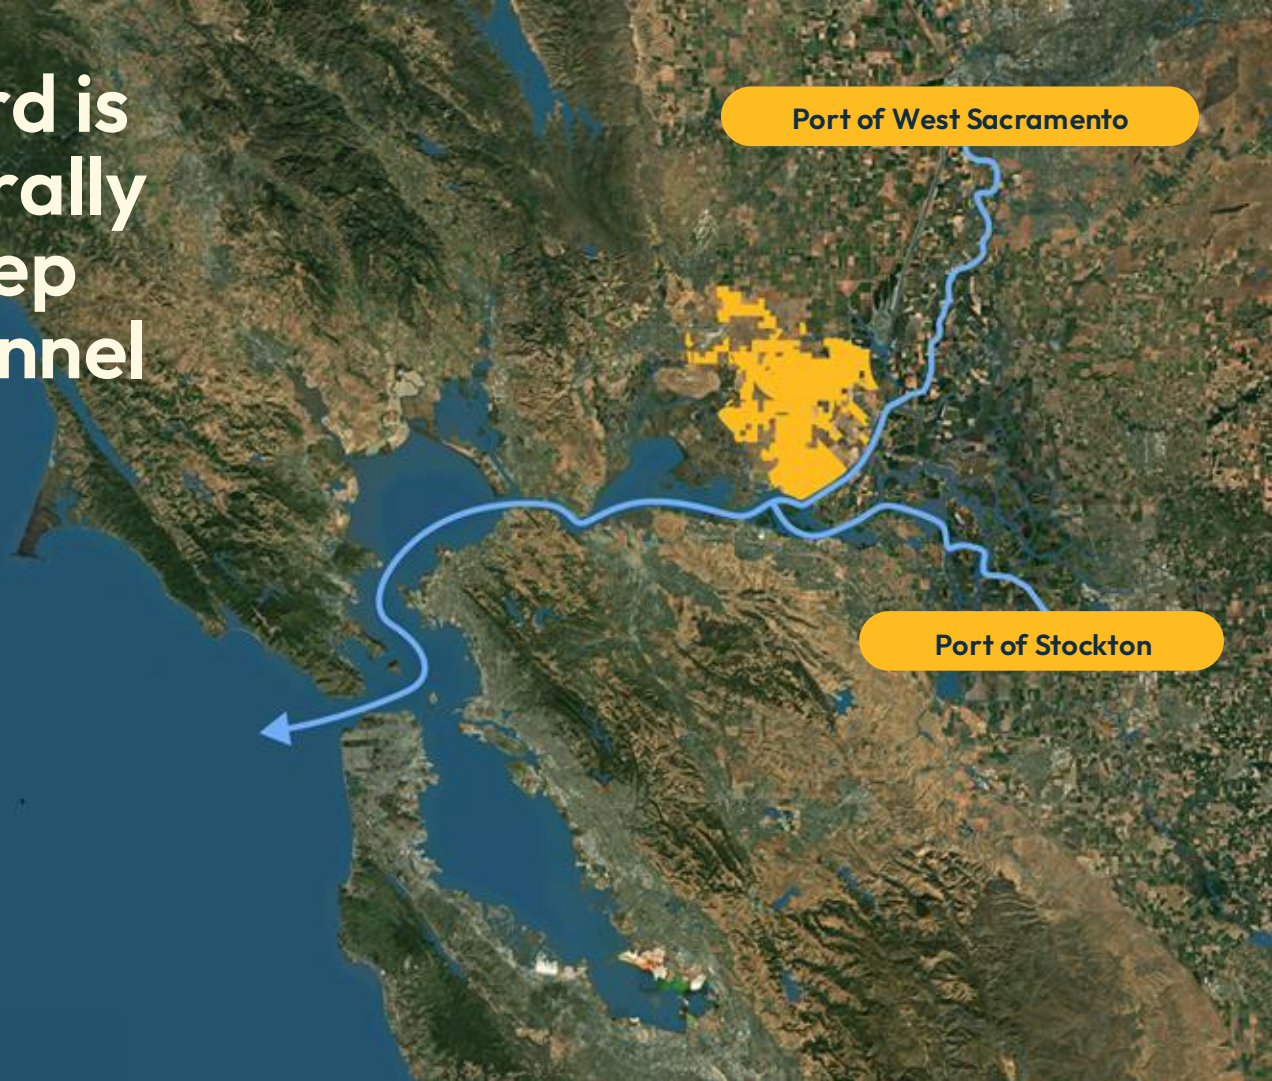 rd is
rally
ep
nnel
Port of West Sacramento
Port of Stockton